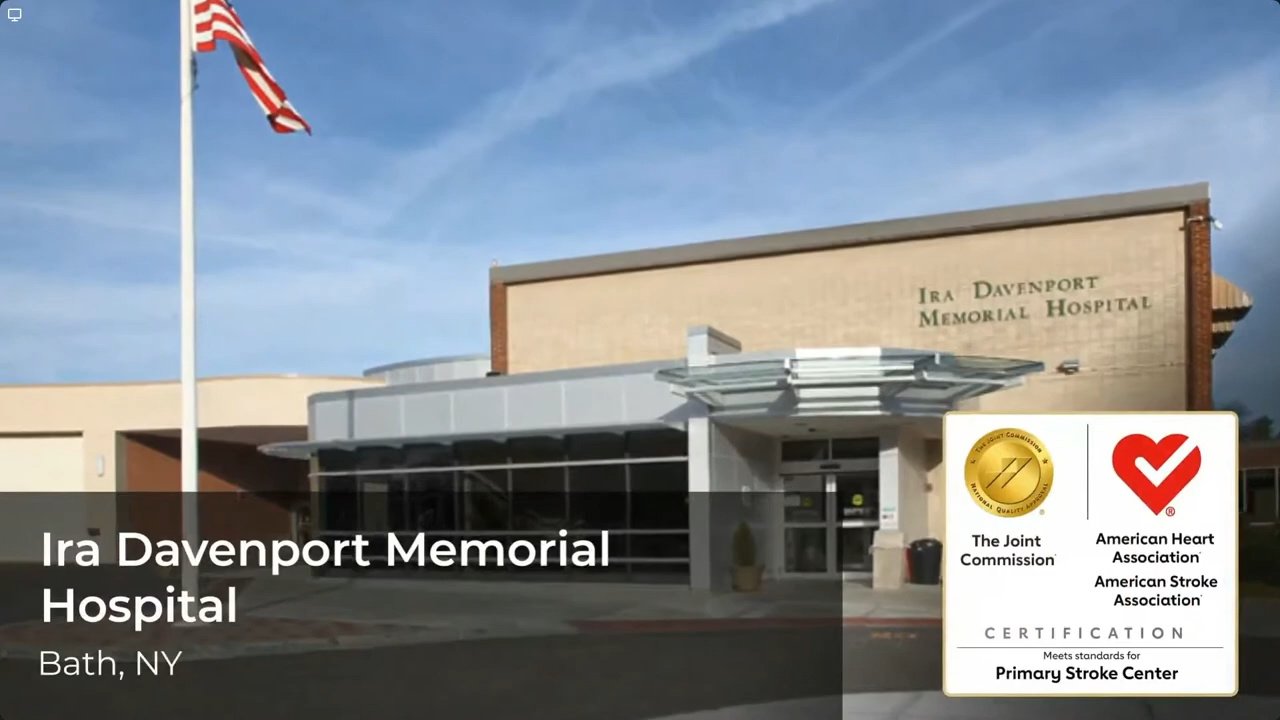 IRA DAVENPORT
MEMORIAL HOSPITAL
Ira Davenport Memorial
Hospital
Bath, NY
THE JOINT COMMISSION
NATIONAL QUALITY APPROVAL
®
®
The Joint
Commission
American Heart
Association
American Stroke
Association
CERTIFICATION
Meets standards for
Primary Stroke Center